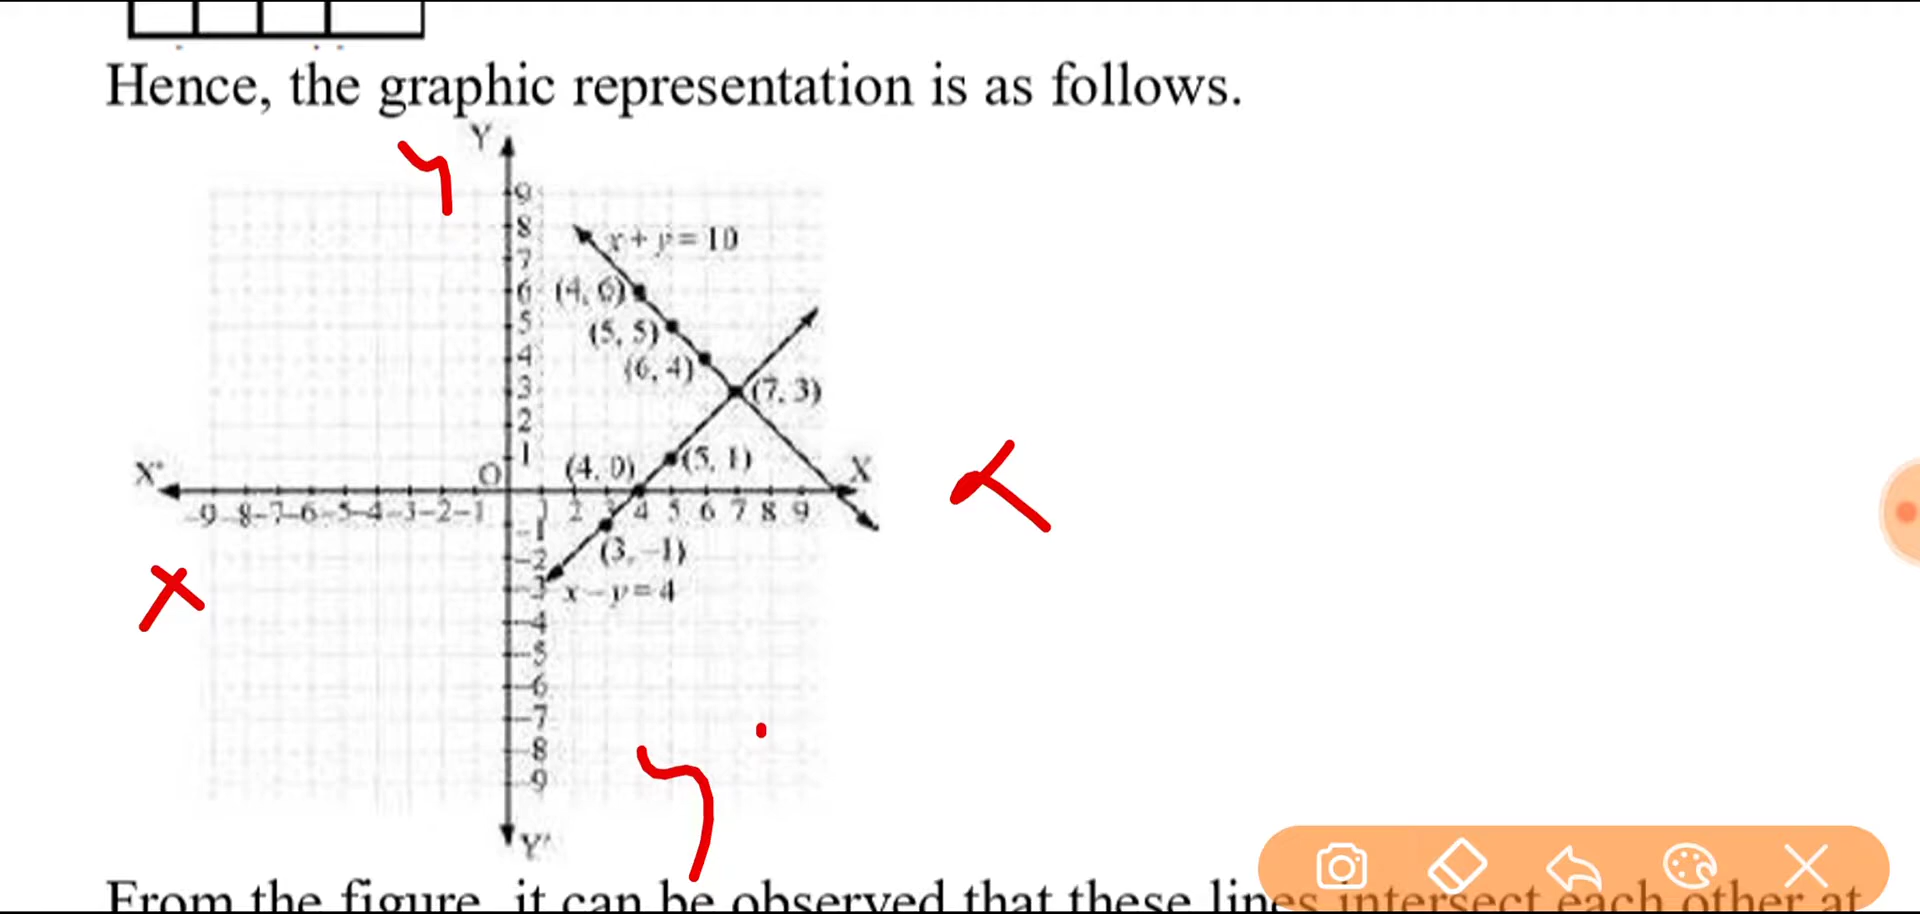 Hence, the graphic representation is as follows.
Y
y
9
8
x + y = 10
7
6 (4, 6)
5 (5, 5)
4 (6, 4)
3 (7, 3)
2
1 (4, 0) (5, 1)
X' O X
x
-9 -8 -7 -6 -5 -4 -3 -2 -1 1 2 3 4 5 6 7 8 9
-1
-2 (3, -1)
-3 x - y = 4
x
-4
-5
-6
-7
-8
-9
y
Y'
From the figure, it can be observed that these lines intersect each other at